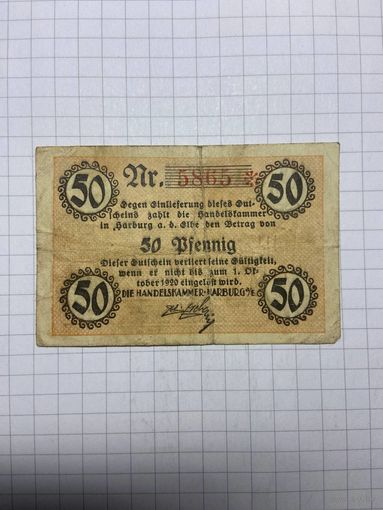 50 Nr. 5865 * 50
Gegen Einlieferung dieses Gut-
scheins zahlt die Handelskammer
in Harburg a. d. Elbe den Betrag von
50 Pfennig
Dieser Gutschein verliert seine Gültigkeit,
wenn er nicht bis zum 1. Ok-
tober 1920 eingelöst wird.
50 DIE HANDELSKAMMER HARBURG a/E. 50